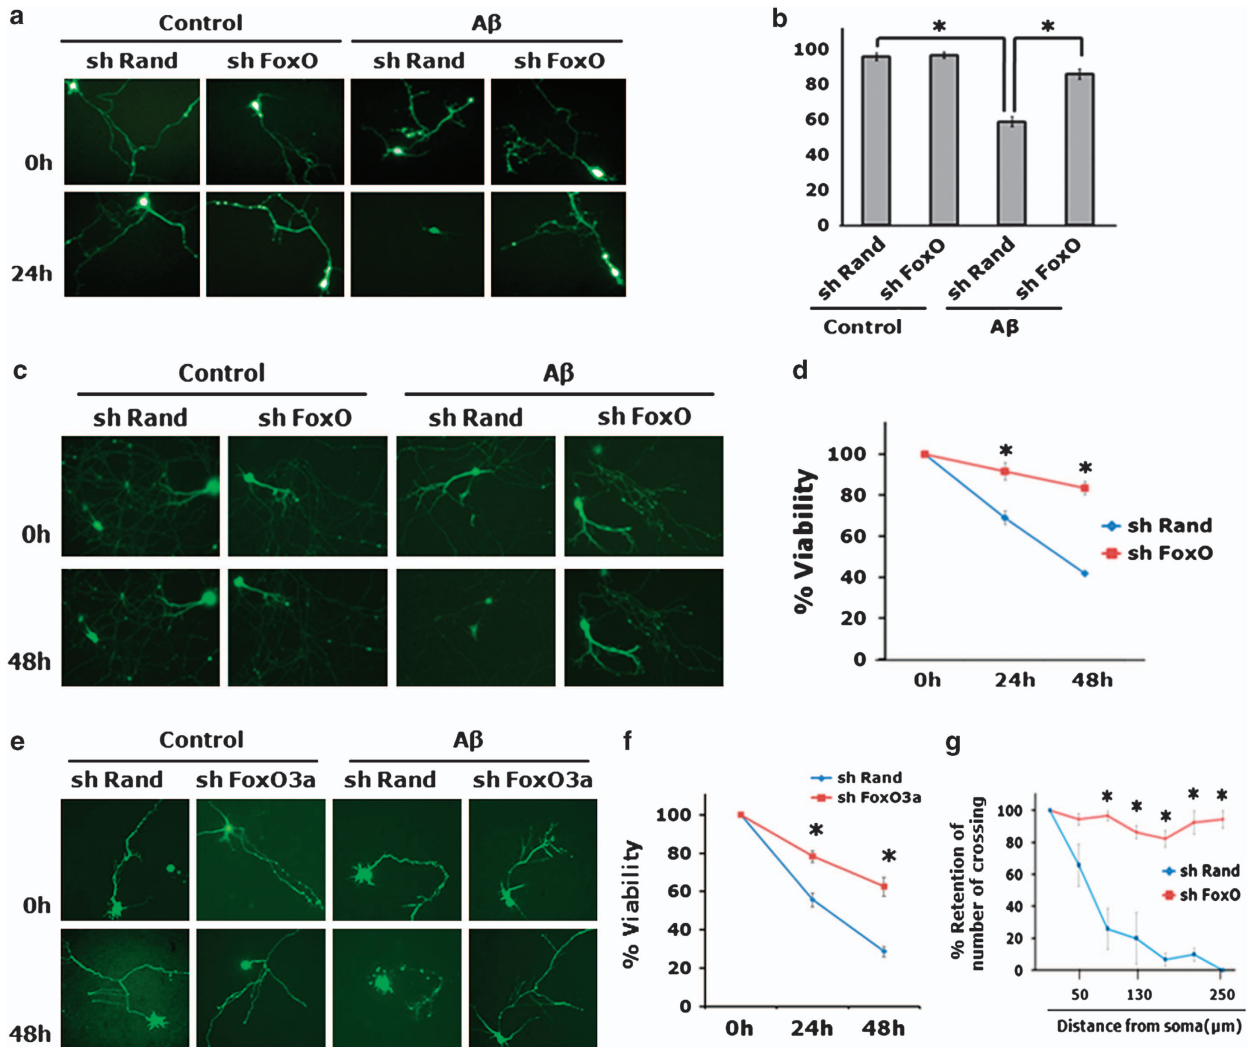 a
Control
Aβ
sh Rand
sh FoxO
sh Rand
sh FoxO
0h
24h
b
*
*
100
80
60
40
20
0
sh Rand
sh FoxO
sh Rand
sh FoxO
Control
Aβ
c
Control
Aβ
sh Rand
sh FoxO
sh Rand
sh FoxO
0h
48h
d
% Viability
100
80
60
40
20
0
*
*
sh Rand
sh FoxO
0h
24h
48h
e
Control
Aβ
sh Rand
sh FoxO3a
sh Rand
sh FoxO3a
0h
48h
f
sh Rand
sh FoxO3a
% Viability
100
80
60
40
20
0
*
*
0h
24h
48h
g
% Retention of
number of crossing
100
80
60
40
20
0
*
*
*
*
*
sh Rand
sh FoxO
50
130
250
Distance from soma(μm)